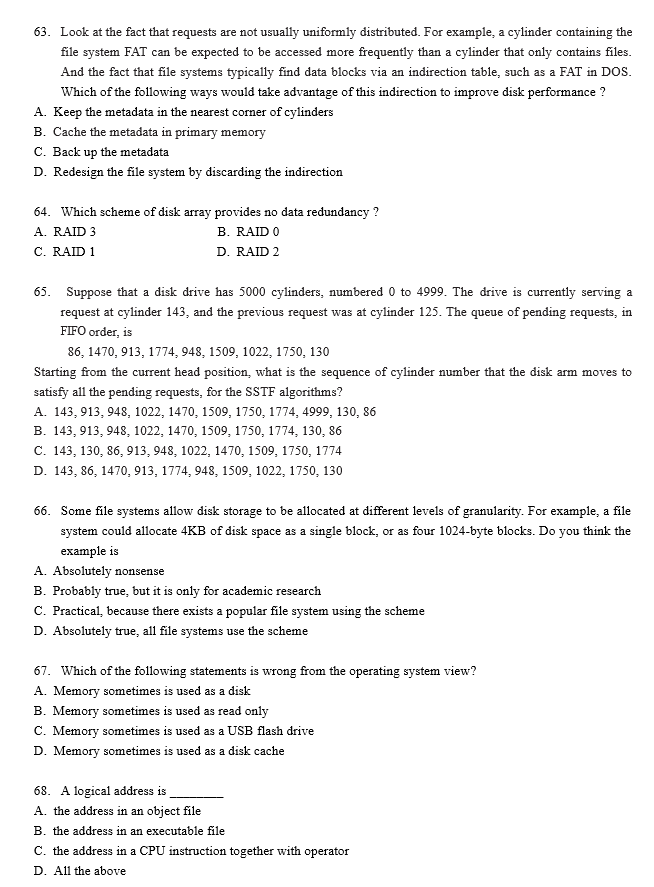 63. Look at the fact that requests are not usually uniformly distributed. For example, a cylinder containing the
file system FAT can be expected to be accessed more frequently than a cylinder that only contains files.
And the fact that file systems typically find data blocks via an indirection table, such as a FAT in DOS.
Which of the following ways would take advantage of this indirection to improve disk performance ?
A. Keep the metadata in the nearest corner of cylinders
B. Cache the metadata in primary memory
C. Back up the metadata
D. Redesign the file system by discarding the indirection
64. Which scheme of disk array provides no data redundancy ?
A. RAID 3 B. RAID 0
C. RAID 1 D. RAID 2
65. Suppose that a disk drive has 5000 cylinders, numbered 0 to 4999. The drive is currently serving a
request at cylinder 143, and the previous request was at cylinder 125. The queue of pending requests, in
FIFO order, is
86, 1470, 913, 1774, 948, 1509, 1022, 1750, 130
Starting from the current head position, what is the sequence of cylinder number that the disk arm moves to
satisfy all the pending requests, for the SSTF algorithms?
A. 143, 913, 948, 1022, 1470, 1509, 1750, 1774, 4999, 130, 86
B. 143, 913, 948, 1022, 1470, 1509, 1750, 1774, 130, 86
C. 143, 130, 86, 913, 948, 1022, 1470, 1509, 1750, 1774
D. 143, 86, 1470, 913, 1774, 948, 1509, 1022, 1750, 130
66. Some file systems allow disk storage to be allocated at different levels of granularity. For example, a file
system could allocate 4KB of disk space as a single block, or as four 1024-byte blocks. Do you think the
example is
A. Absolutely nonsense
B. Probably true, but it is only for academic research
C. Practical, because there exists a popular file system using the scheme
D. Absolutely true, all file systems use the scheme
67. Which of the following statements is wrong from the operating system view?
A. Memory sometimes is used as a disk
B. Memory sometimes is used as read only
C. Memory sometimes is used as a USB flash drive
D. Memory sometimes is used as a disk cache
68. A logical address is ________
A. the address in an object file
B. the address in an executable file
C. the address in a CPU instruction together with operator
D. All the above